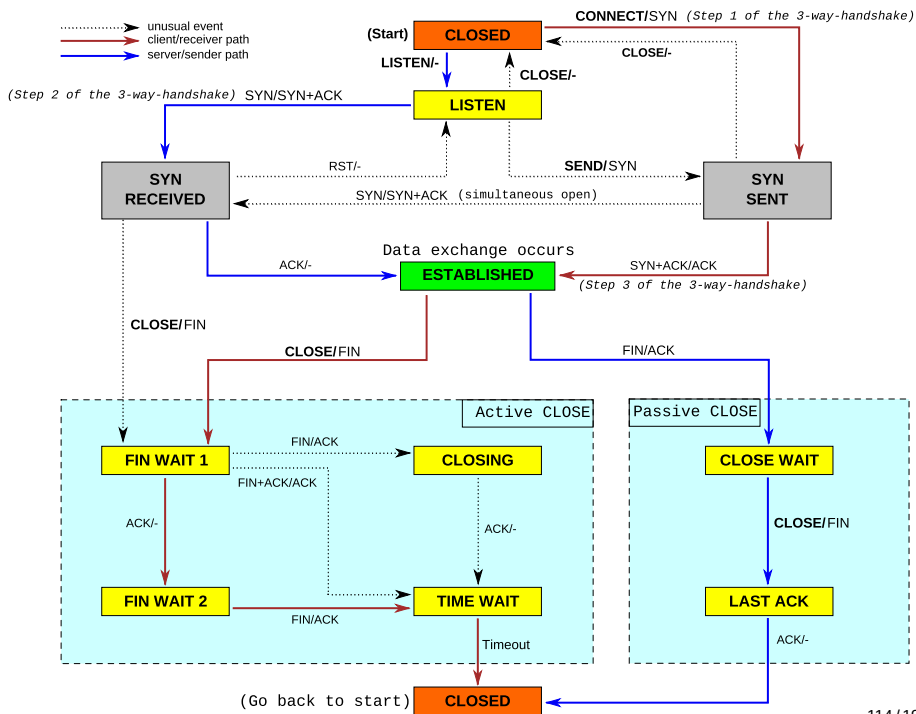 unusual event
client/receiver path
server/sender path
(Start)
CLOSED
CONNECT/SYN (Step 1 of the 3-way-handshake)
CLOSE/-
LISTEN/-
CLOSE/-
(Step 2 of the 3-way-handshake) SYN/SYN+ACK
LISTEN
RST/-
SEND/SYN
SYN
RECEIVED
SYN
SENT
SYN/SYN+ACK (simultaneous open)
Data exchange occurs
ACK/-
ESTABLISHED
SYN+ACK/ACK
(Step 3 of the 3-way-handshake)
CLOSE/FIN
CLOSE/FIN
FIN/ACK
Active CLOSE
Passive CLOSE
FIN WAIT 1
FIN/ACK
CLOSING
CLOSE WAIT
FIN+ACK/ACK
ACK/-
ACK/-
CLOSE/FIN
FIN WAIT 2
FIN/ACK
TIME WAIT
LAST ACK
Timeout
ACK/-
(Go back to start)
CLOSED